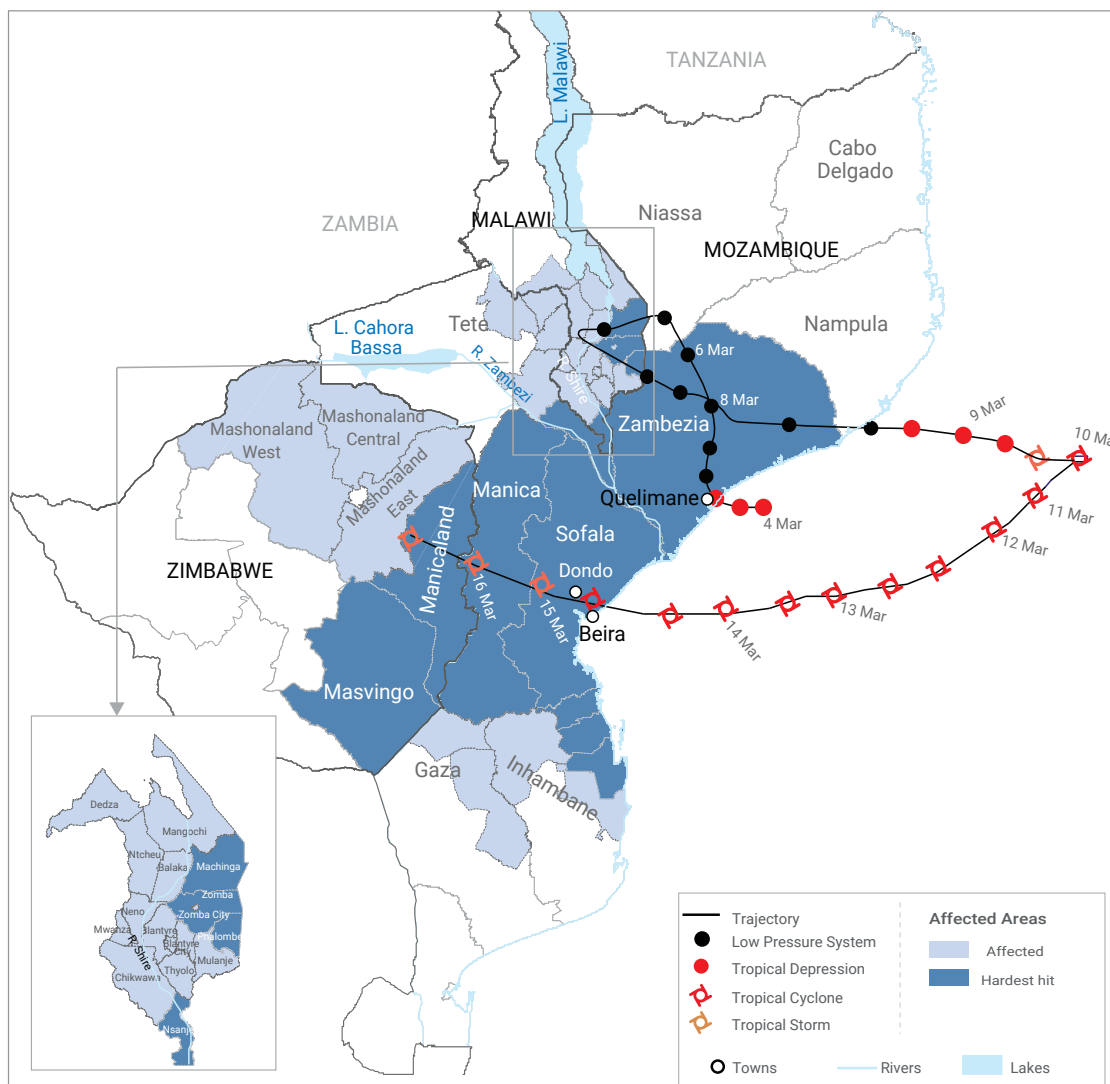 TANZANIA
L. Malawi
Cabo
Delgado
ZAMBIA
MALAWI
Niassa
MOZAMBIQUE
Nampula
Tete
L. Cahora
Bassa
R. Zambezi
R. Shire
6 Mar
8 Mar
9 Mar
10 Mar
11 Mar
12 Mar
13 Mar
14 Mar
4 Mar
Zambezia
Quelimane
Mashonaland
West
Mashonaland
Central
Mashonaland
East
Manica
Manicaland
Sofala
Dondo
Beira
15 Mar
16 Mar
ZIMBABWE
Masvingo
Gaza
Inhambane
Dedza
Mangochi
Ntcheu
Balaka
Machinga
Zomba
Zomba City
Neno
Mwanza
Blantyre
Blantyre
City
Phalombe
Mulanje
Thyolo
Chikwawa
R. Shire
Nsanje
Trajectory
Low Pressure System
Tropical Depression
Tropical Cyclone
Tropical Storm
Towns
Rivers
Lakes
Affected Areas
Affected
Hardest hit